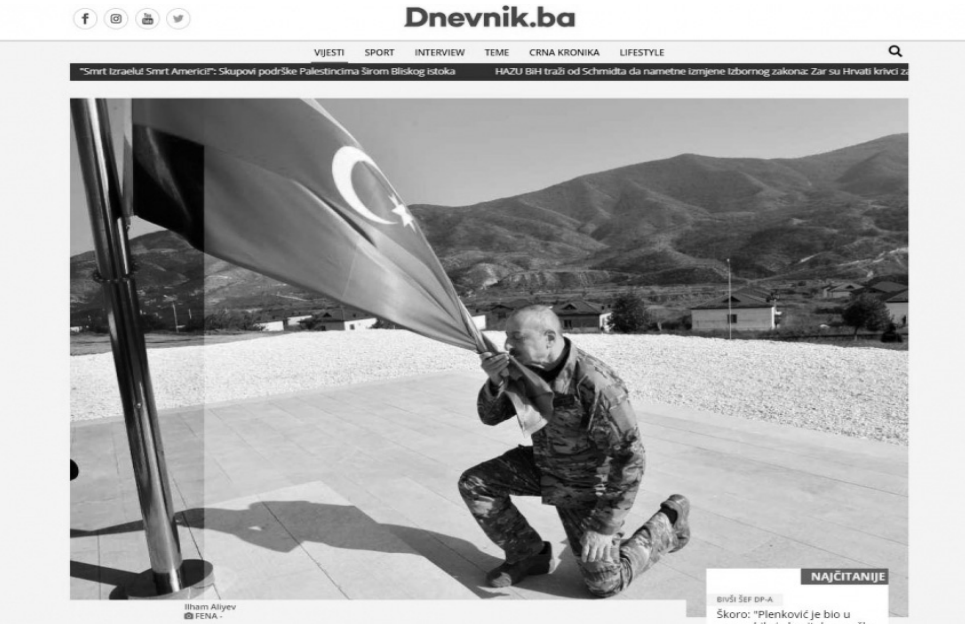 Dnevnik.ba
VIJESTI SPORT INTERVIEW TEME CRNA KRONIKA LIFESTYLE
"Smrt Izraelu! Smrt Americi!": Skupovi podrške Palestincima širom Bliskog istoka HAZU BiH traži od Schmidta da nametne izmjene Izbornog zakona: Zar su Hrvati krivci za
Ilham Aliyev
FENA -
NAJČITANIJE
BIVŠI ŠEF DP-A
Škoro: "Plenković je bio u